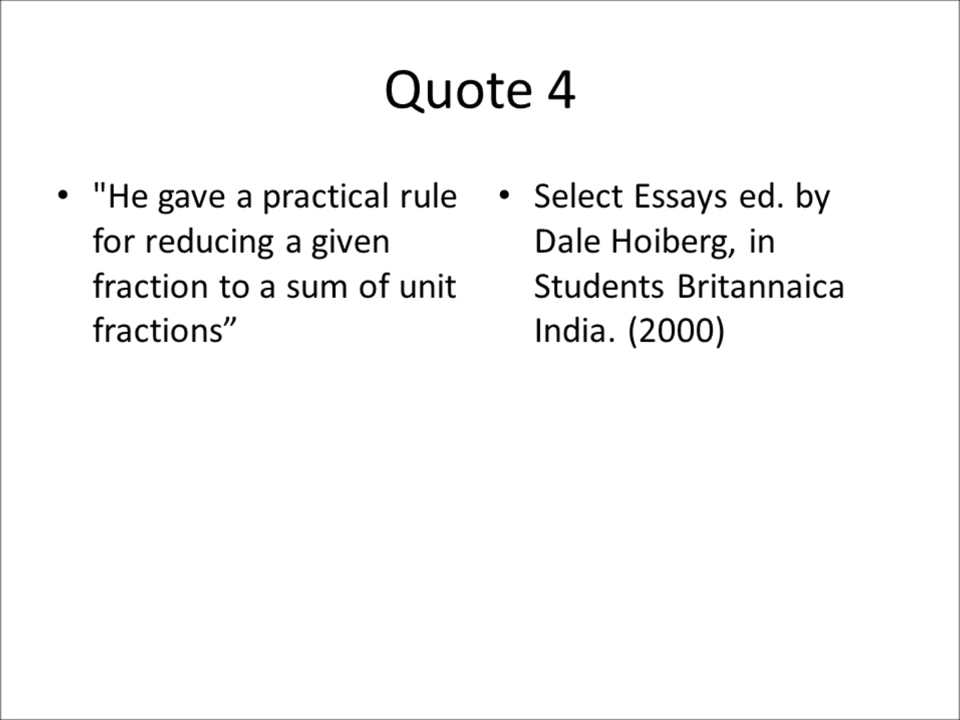 Quote 4
• "He gave a practical rule
for reducing a given
fraction to a sum of unit
fractions”
• Select Essays ed. by
Dale Hoiberg, in
Students Britannaica
India. (2000)